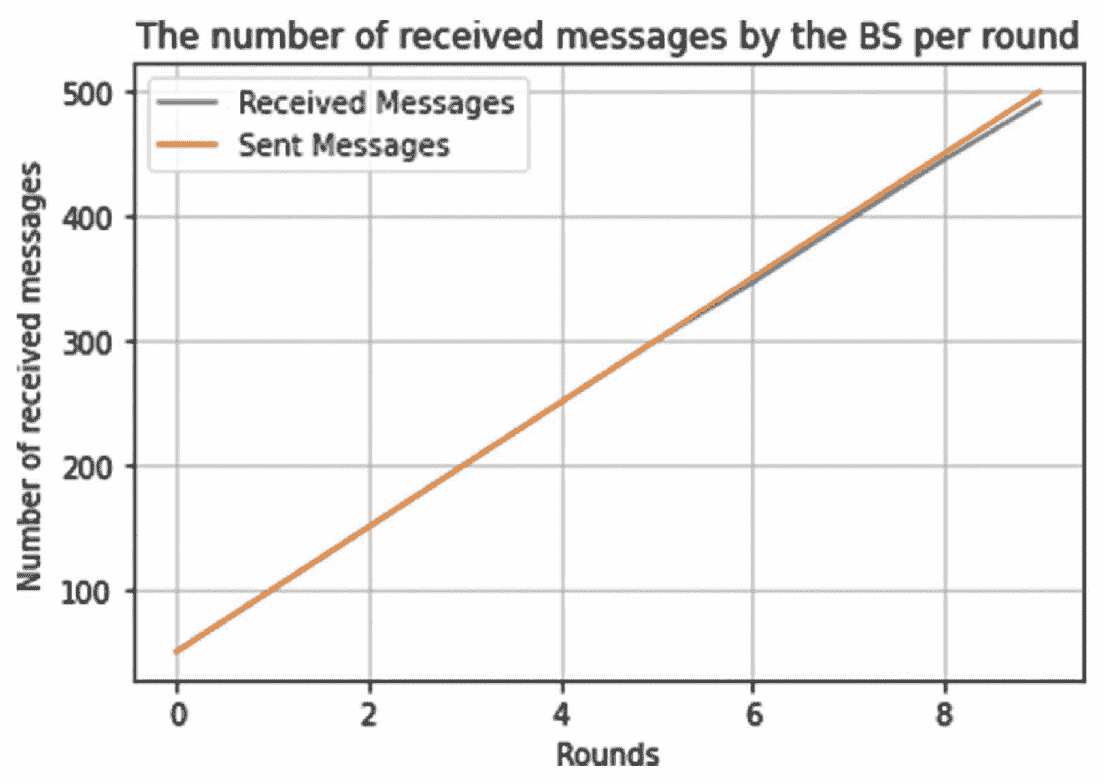 The number of received messages by the BS per round
Received Messages
Sent Messages
Number of received messages
500
400
300
200
100
0 2 4 6 8
Rounds